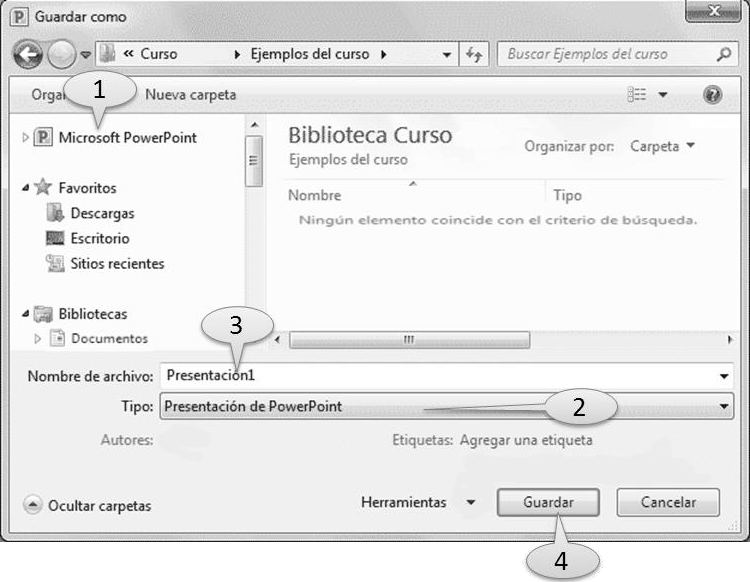 Guardar como
« Curso Ejemplos del curso Buscar Ejemplos del curso
1
Nueva carpeta
Microsoft PowerPoint
Favoritos
Descargas
Escritorio
Sitios recientes
Bibliotecas
Documentos
Biblioteca Curso
Ejemplos del curso
Organizar por: Carpeta
Nombre Tipo
Ningún elemento coincide con el criterio de búsqueda.
3
Nombre de archivo: Presentación1
Tipo: Presentación de PowerPoint
2
Autores: Etiquetas: Agregar una etiqueta
Ocultar carpetas Herramientas Guardar Cancelar
4